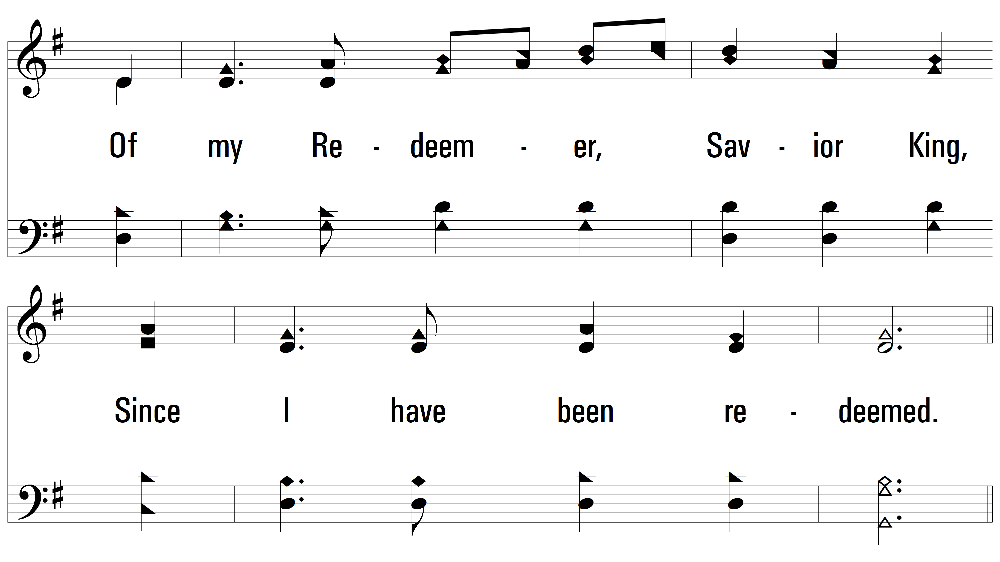 Of my Re - deem - er, Sav - ior King,
Since I have been re - deemed.